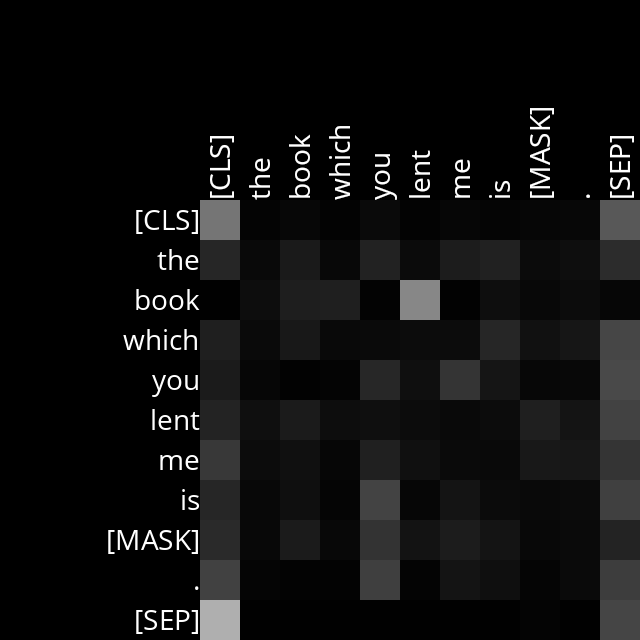 [CLS] the book which you lent me is [MASK] . [SEP]
[CLS]
the
book
which
you
lent
me
is
[MASK]
.
[SEP]